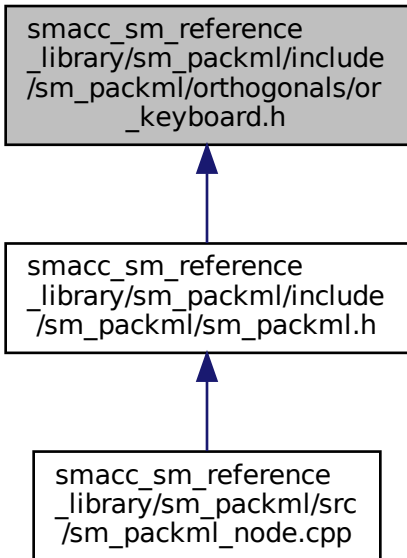 smacc_sm_reference
_library/sm_packml/include
/sm_packml/orthogonals/or
_keyboard.h
smacc_sm_reference
_library/sm_packml/include
/sm_packml/sm_packml.h
smacc_sm_reference
_library/sm_packml/src
/sm_packml_node.cpp